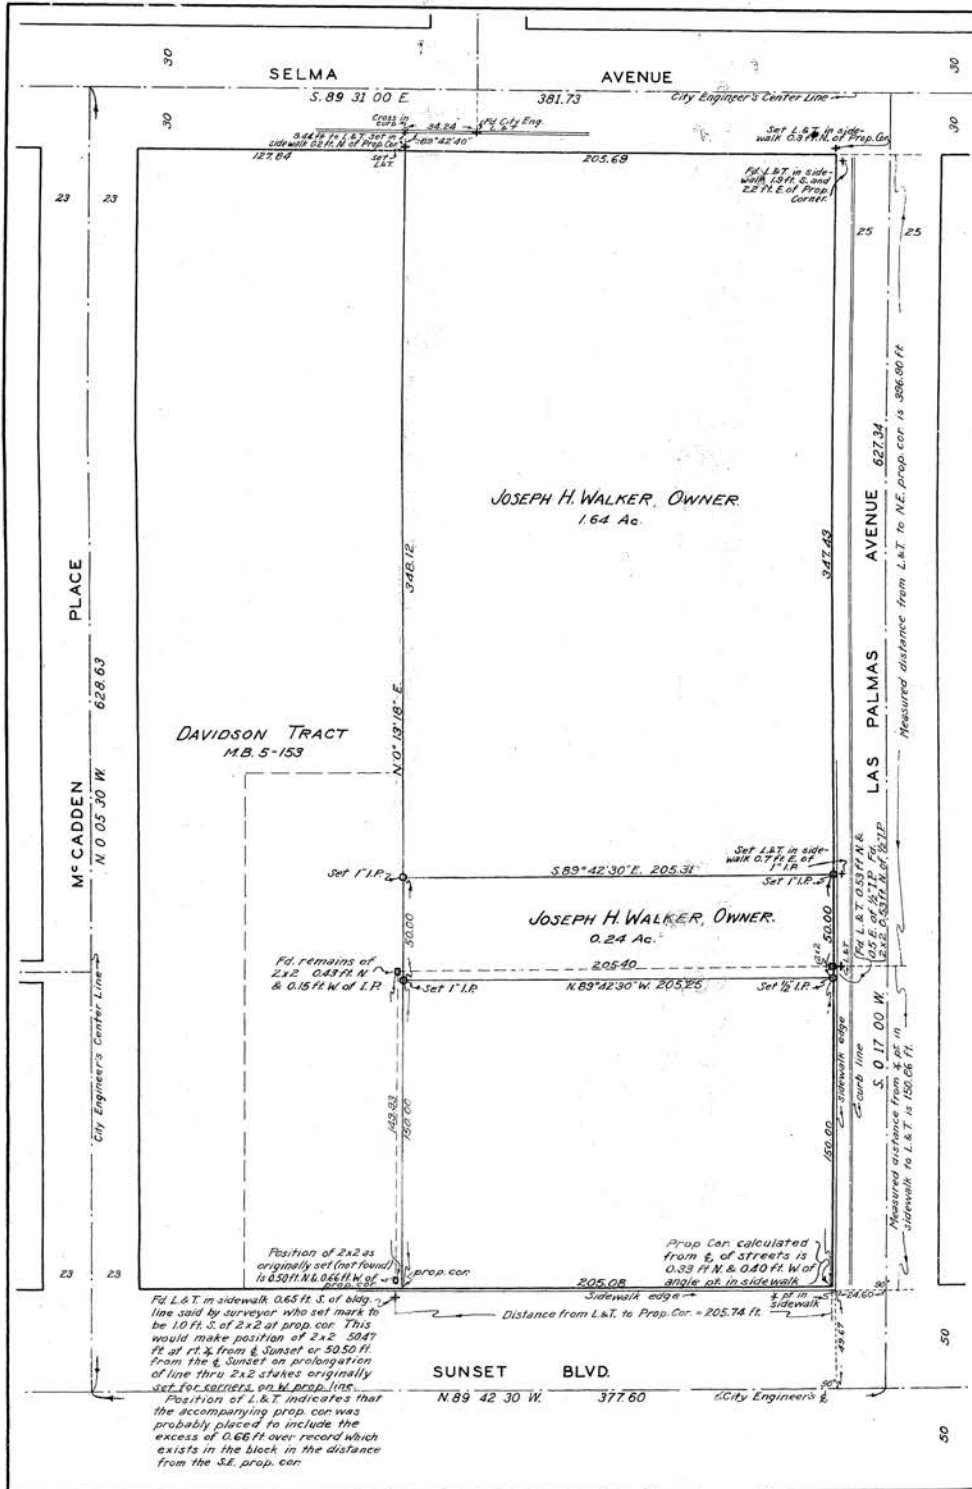 30
SELMA AVENUE
30
S. 89 31 00 E. 381.73 City Engineer's Center Line
30
30
Cross in
curb
34.24'
Fd City Eng.
L&T
89°42'40"
sidewalk 0.2 ft. N. of Prop. Cor.
Set
L&T.
127.84
205.69
Set L.&T. in side-
walk 0.3 ft. N. of Prop. Cor.
Fd. L.&T. in side-
walk 1.9 ft. S. and
2.2 ft. E. of Prop.
Corner.
23
23
25
25
JOSEPH H. WALKER, OWNER.
1.64 Ac.
348.12
347.43
N. 0° 13' 18" E.
Mc CADDEN PLACE
N. 0 05 30 W. 628.63
City Engineer's Center Line
LAS PALMAS AVENUE
S. 0 17 00 W. 627.34
Measured distance from L.&T. to N.E. prop. cor. is 396.80 ft.
DAVIDSON TRACT
M.B. 5-153
Set L.&T. in side-
walk 0.7 ft. E. of
1" I.P.
Set 1" I.P.
S 89°42'30" E. 205.31
Set 1" I.P.
JOSEPH H. WALKER, OWNER.
0.24 Ac.
50.00
50.00
2x2
L&T
Fd. L.&T. 0.53 ft N. &
0.5 E. of ½" I.P. Fd.
2x2 0.53 ft. N. of ½" I.P.
Fd. remains of
2x2 0.43 ft. N
& 0.15 ft W. of I.P.
205.40
Set 1" I.P.
N. 89°42'30" W. 205.25
Set ½" I.P.
149.93
150.00
150.00
sidewalk edge
curb line
Measured distance from ∡ pt. in
sidewalk to L.&T. is 150.86 ft.
23
23
Position of 2x2 as
originally set (not found)
is 0.50 ft N. & 0.66 ft. W. of
prop. cor.
prop. cor.
Prop Cor. calculated
from ℄ of streets is
0.33 ft N. & 0.40 ft. W. of
angle pt. in sidewalk
205.08
Sidewalk edge
∡ pt. in
sidewalk
24.60
90°
Distance from L.&T. to Prop. Cor. = 205.74 ft.
49.67
90°
Fd. L.&T. in sidewalk 0.65 ft. S. of bldg.
line said by surveyor who set mark to
be 1.0 ft. S. of 2x2 at prop. cor. This
would make position of 2x2 50.47
ft at rt. ∡ from ℄ Sunset or 50.50 ft.
from the ℄ Sunset on prolongation
of line thru 2x2 stakes originally
set for corners on W. prop. line.
Position of L.&T. indicates that
the accompanying prop. cor. was
probably placed to include the
excess of 0.66 ft. over record which
exists in the block in the distance
from the S.E. prop. cor.
SUNSET BLVD.
N. 89 42 30 W. 377.60 City Engineer's ℄
50
50